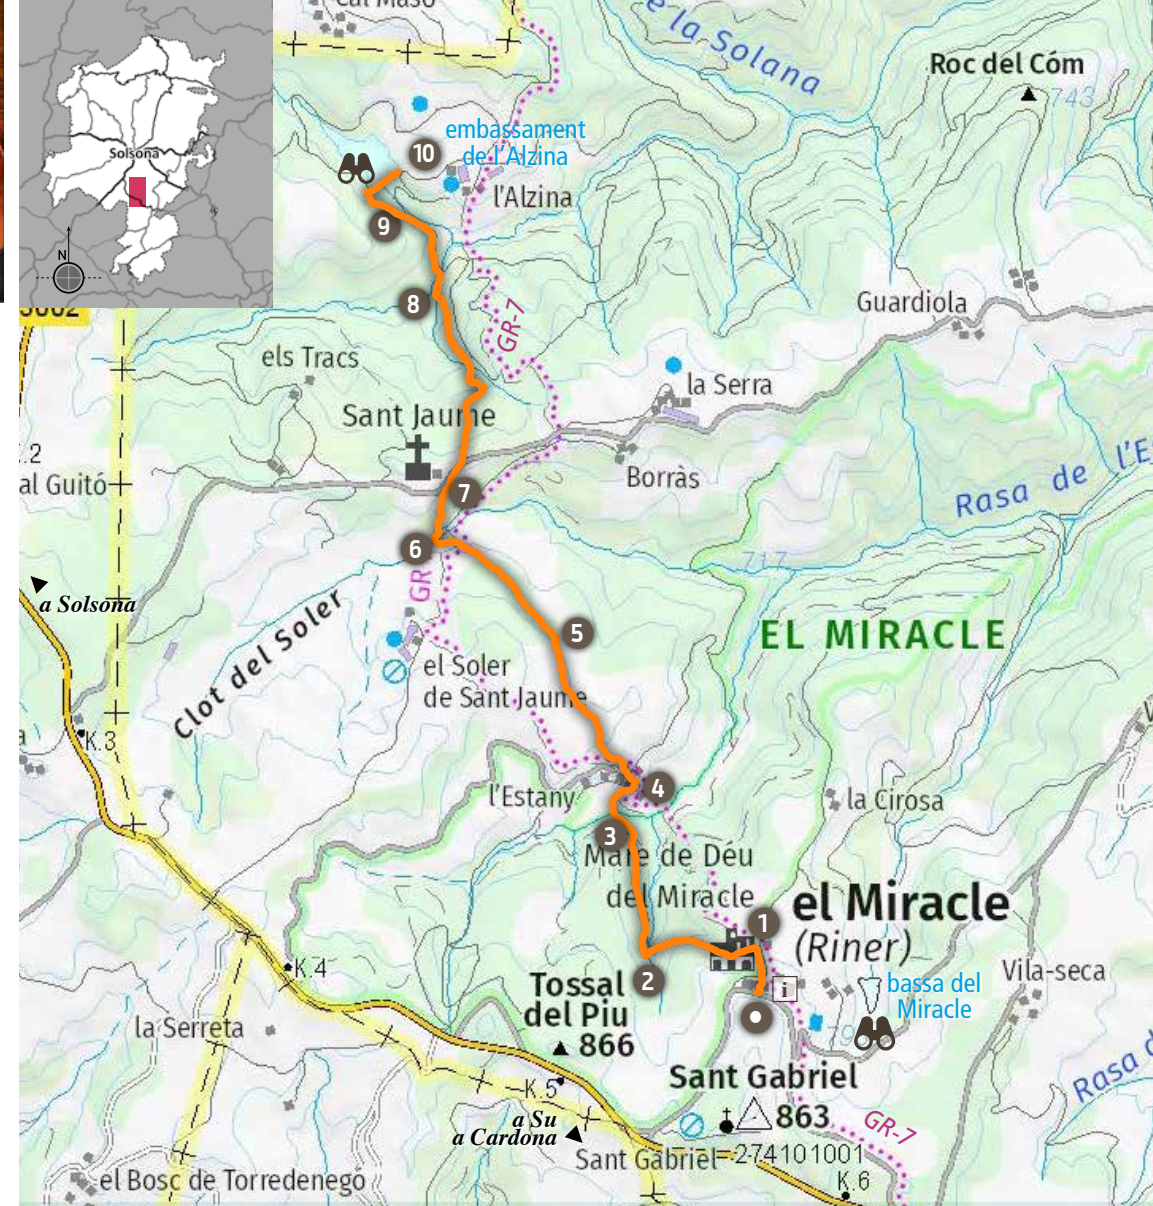 Cal Masó
de la Solana
Roc del Cóm
743
Solsona
N
embassament
de l'Alzina
10
l'Alzina
9
8
GR-7
Guardiola
els Tracs
la Serra
Sant Jaume
.2
al Guitó
7
Borràs
Rasa de l'E
6
717
GR
a Solsona
Clot del Soler
5
EL MIRACLE
el Soler
de Sant Jaume
K.3
a
4
l'Estany
la Cirosa
3
Mare de Déu
del Miracle
1
el Miracle
(Riner)
K.4
2
Tossal
del Piu
866
i
bassa del
Miracle
Vila-seca
la Serreta
K.5
Sant Gabriel
863
Rasa d
a Su
a Cardona
GR-7
Sant Gabriel
274101001
el Bosc de Torredenegó
K.6